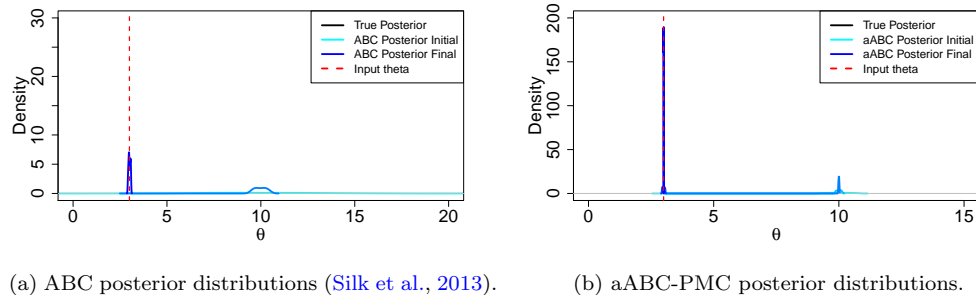 30
20
10
5
0
Density
True Posterior
ABC Posterior Initial
ABC Posterior Final
Input theta
0 5 10 15 20
θ
200
150
100
50
0
Density
True Posterior
aABC Posterior Initial
aABC Posterior Final
Input theta
0 5 10 15
θ
(a) ABC posterior distributions (Silk et al., 2013).
(b) aABC-PMC posterior distributions.